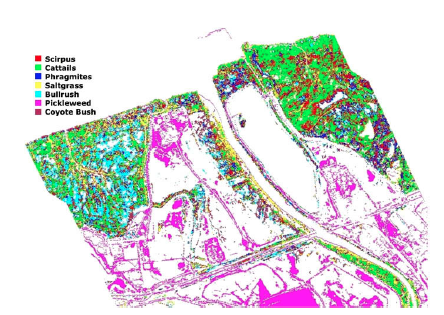 Scirpus
Cattails
Phragmites
Saltgrass
Bullrush
Pickleweed
Coyote Bush